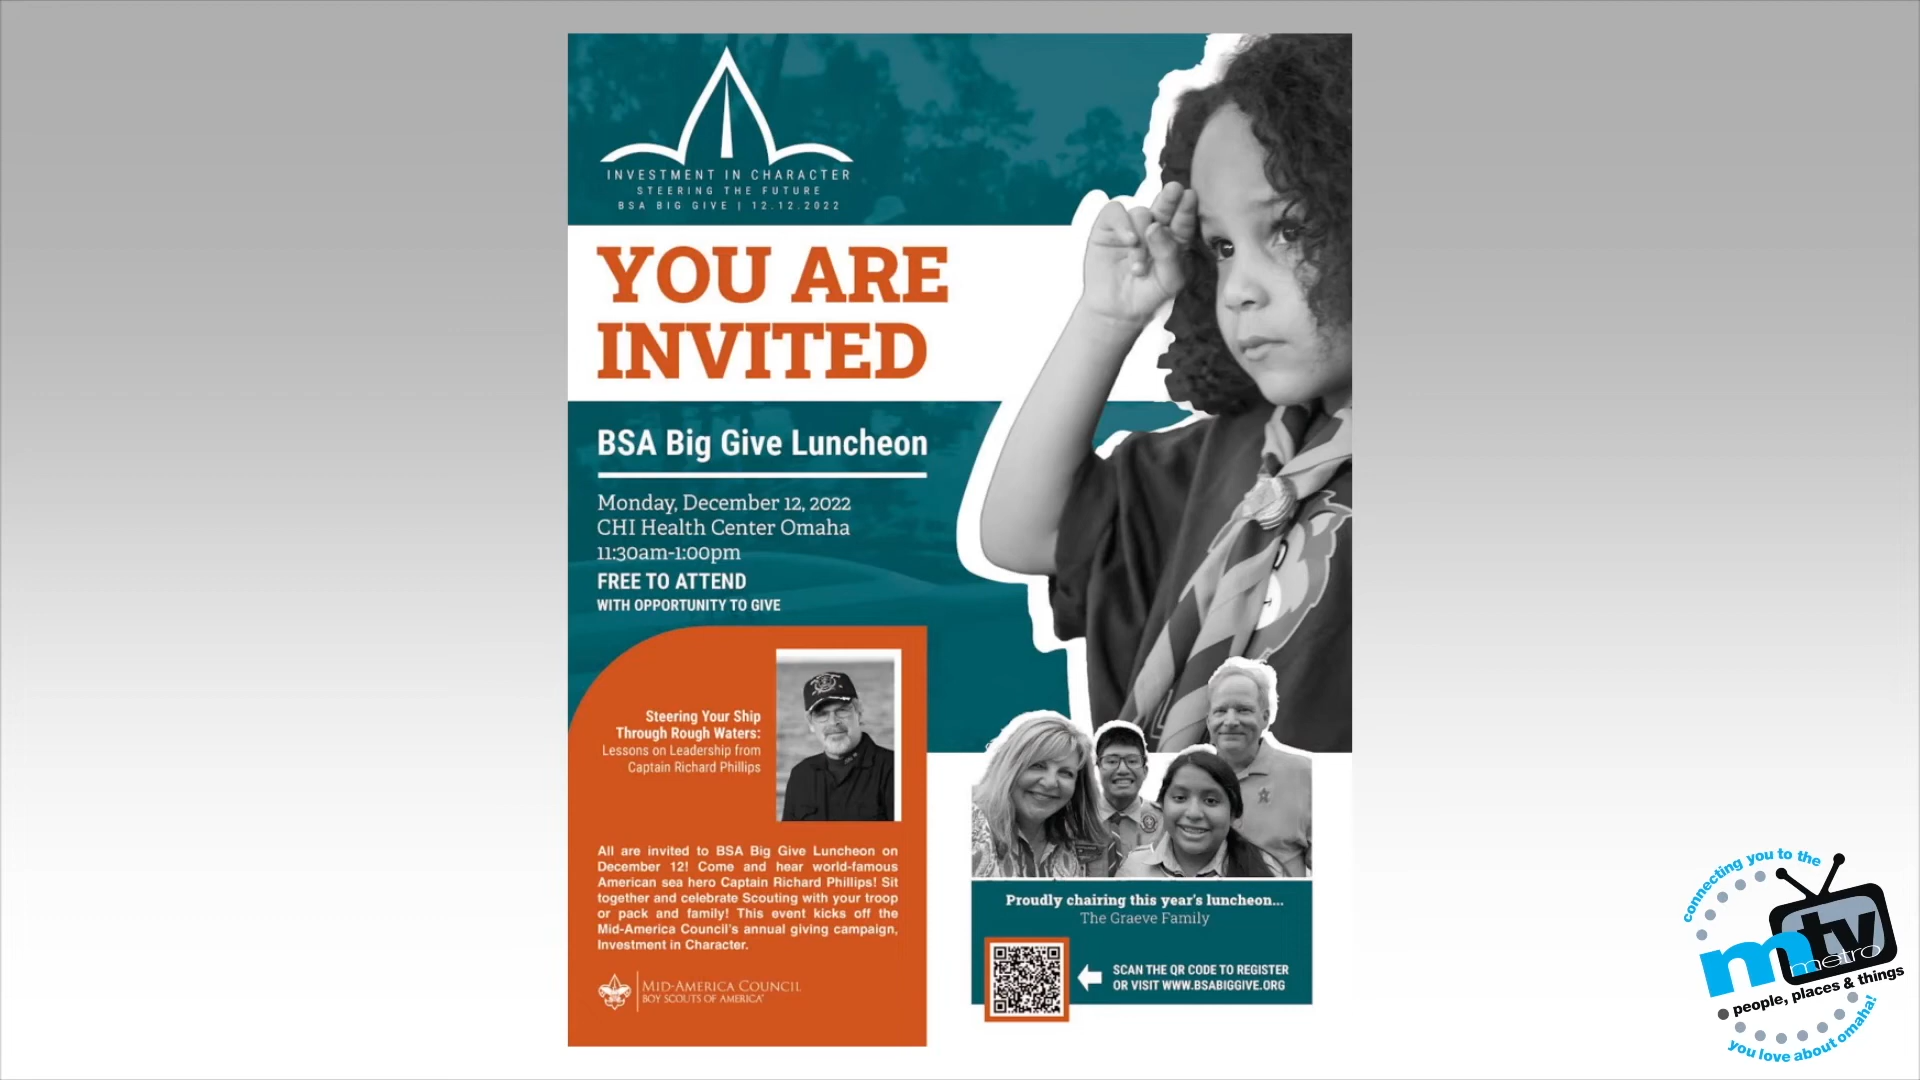 INVESTMENT IN CHARACTER
STEERING THE FUTURE
BSA BIG GIVE | 12.12.2022
YOU ARE
INVITED
BSA Big Give Luncheon
Monday, December 12, 2022
CHI Health Center Omaha
11:30am-1:00pm
FREE TO ATTEND
WITH OPPORTUNITY TO GIVE
Steering Your Ship
Through Rough Waters:
Lessons on Leadership from
Captain Richard Phillips
All are invited to BSA Big Give Luncheon on
December 12! Come and hear world-famous
American sea hero Captain Richard Phillips! Sit
together and celebrate Scouting with your troop
or pack and family! This event kicks off the
Mid-America Council's annual giving campaign,
Investment in Character.
MID-AMERICA COUNCIL
BOY SCOUTS OF AMERICA®
Proudly chairing this year's luncheon...
The Graeve Family
SCAN THE QR CODE TO REGISTER
OR VISIT WWW.BSABIGGIVE.ORG
connecting you to the
mtv
metro
people, places & things
you love about omaha!